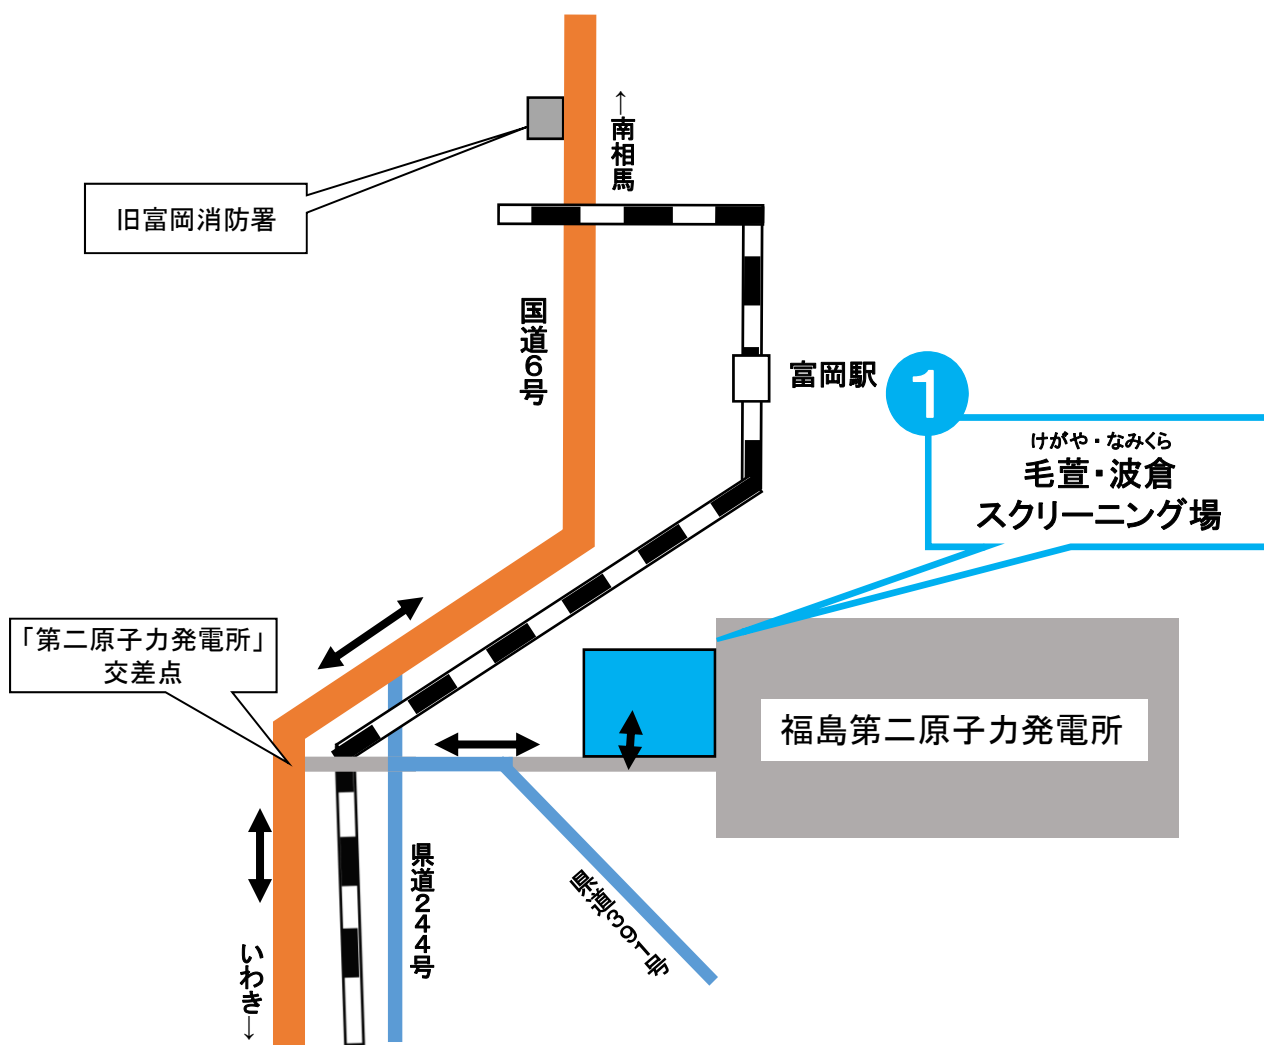 ↑南相馬
旧富岡消防署
国道6号
富岡駅
1
けがや・なみくら
毛萱・波倉
スクリーニング場
「第二原子力発電所」
交差点
福島第二原子力発電所
県道244号
県道391号
いわき↓